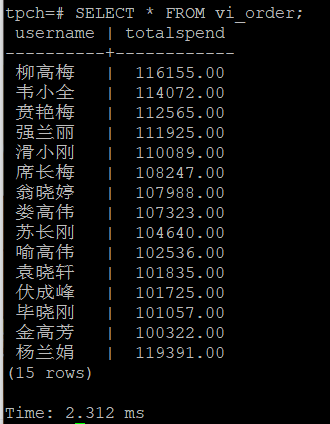 tpch=# SELECT * FROM vi_order;
username | totalspend
----------+------------
柳高梅 | 116155.00
韦小全 | 114072.00
贲艳梅 | 112565.00
强兰丽 | 111925.00
滑小刚 | 110089.00
席长梅 | 108247.00
翁晓婷 | 107988.00
娄高伟 | 107323.00
苏长刚 | 104640.00
喻高伟 | 102536.00
袁晓轩 | 101835.00
伏成峰 | 101725.00
毕晓刚 | 101057.00
金高芳 | 100322.00
杨兰娟 | 119391.00
(15 rows)
Time: 2.312 ms